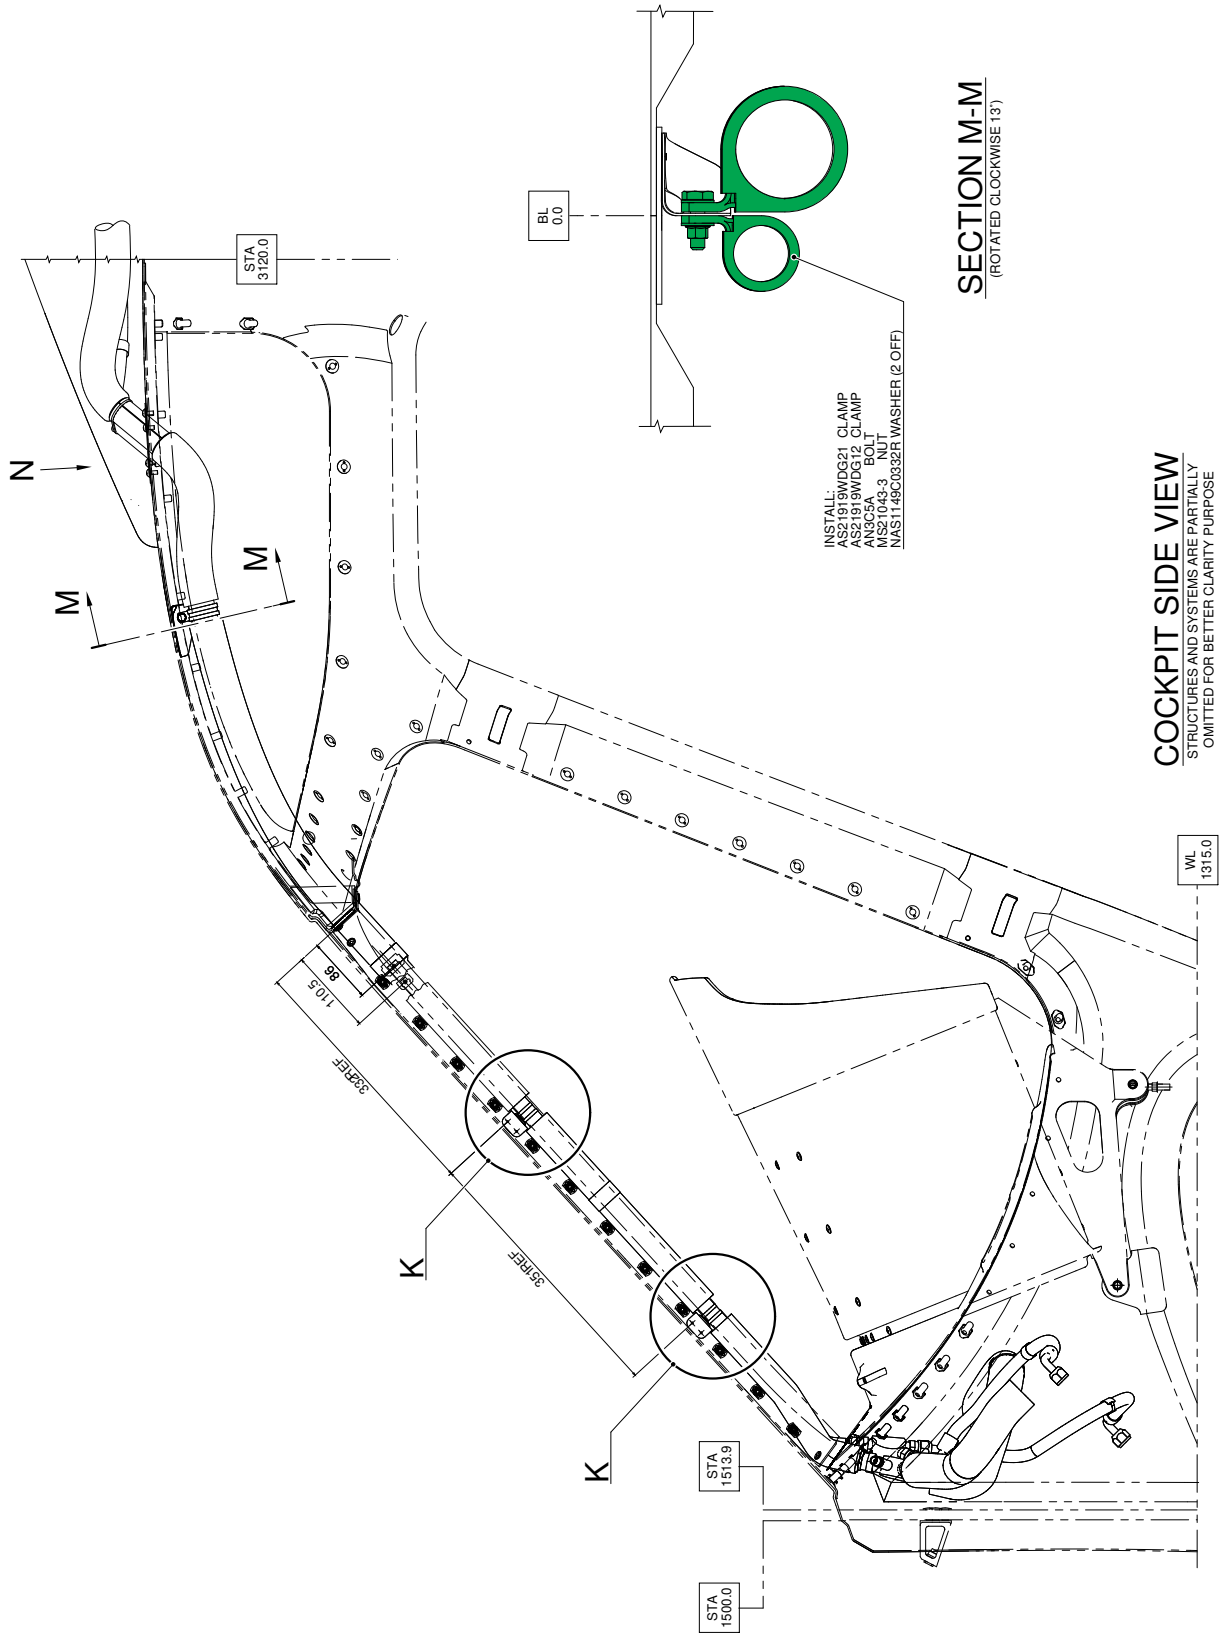 N
M
M
STA
3120.0
BL
0.0
SECTION M-M
(ROTATED CLOCKWISE 13°)
INSTALL:
AS21919WDG21 CLAMP
AS21919WDG12 CLAMP
AN3C5A BOLT
MS21043-3 NUT
NAS1149C0332R WASHER (2 OFF)
86
110.5
332REF
351REF
K
K
STA
1513.9
STA
1500.0
WL
1315.0
COCKPIT SIDE VIEW
STRUCTURES AND SYSTEMS ARE PARTIALLY
OMITTED FOR BETTER CLARITY PURPOSE